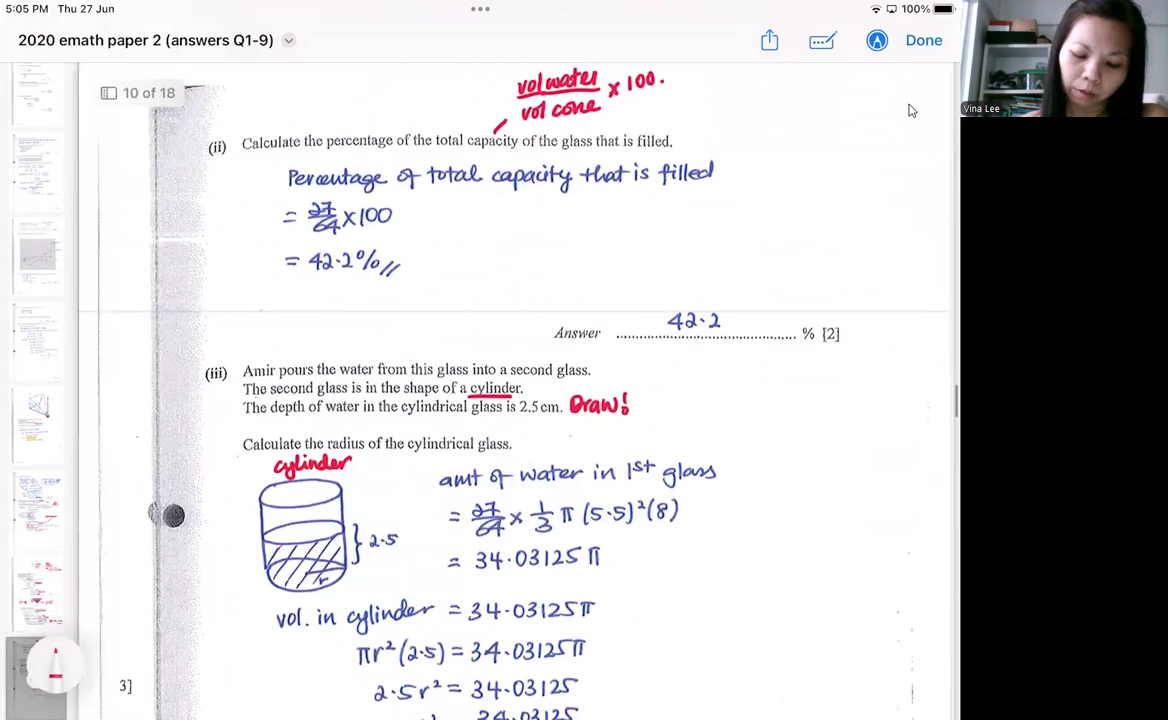 5:05 PM Thu 27 Jun
100%
2020 emath paper 2 (answers Q1-9)
Done
10 of 18
Vina Lee
vol water
vol cone
× 100.
(ii) Calculate the percentage of the total capacity of the glass that is filled.
Percentage of total capacity that is filled
= 27/64 × 100
= 42.2% //
42.2
Answer ................................................ % [2]
(iii) Amir pours the water from this glass into a second glass.
The second glass is in the shape of a cylinder.
The depth of water in the cylindrical glass is 2.5 cm. Draw!
Calculate the radius of the cylindrical glass.
cylinder
2.5
r
amt of water in 1st glass
= 27/64 × 1/3 π (5.5)²(8)
= 34.03125 π
vol. in cylinder = 34.03125π
πr²(2.5) = 34.03125π
2.5r² = 34.03125
34.03125
3]